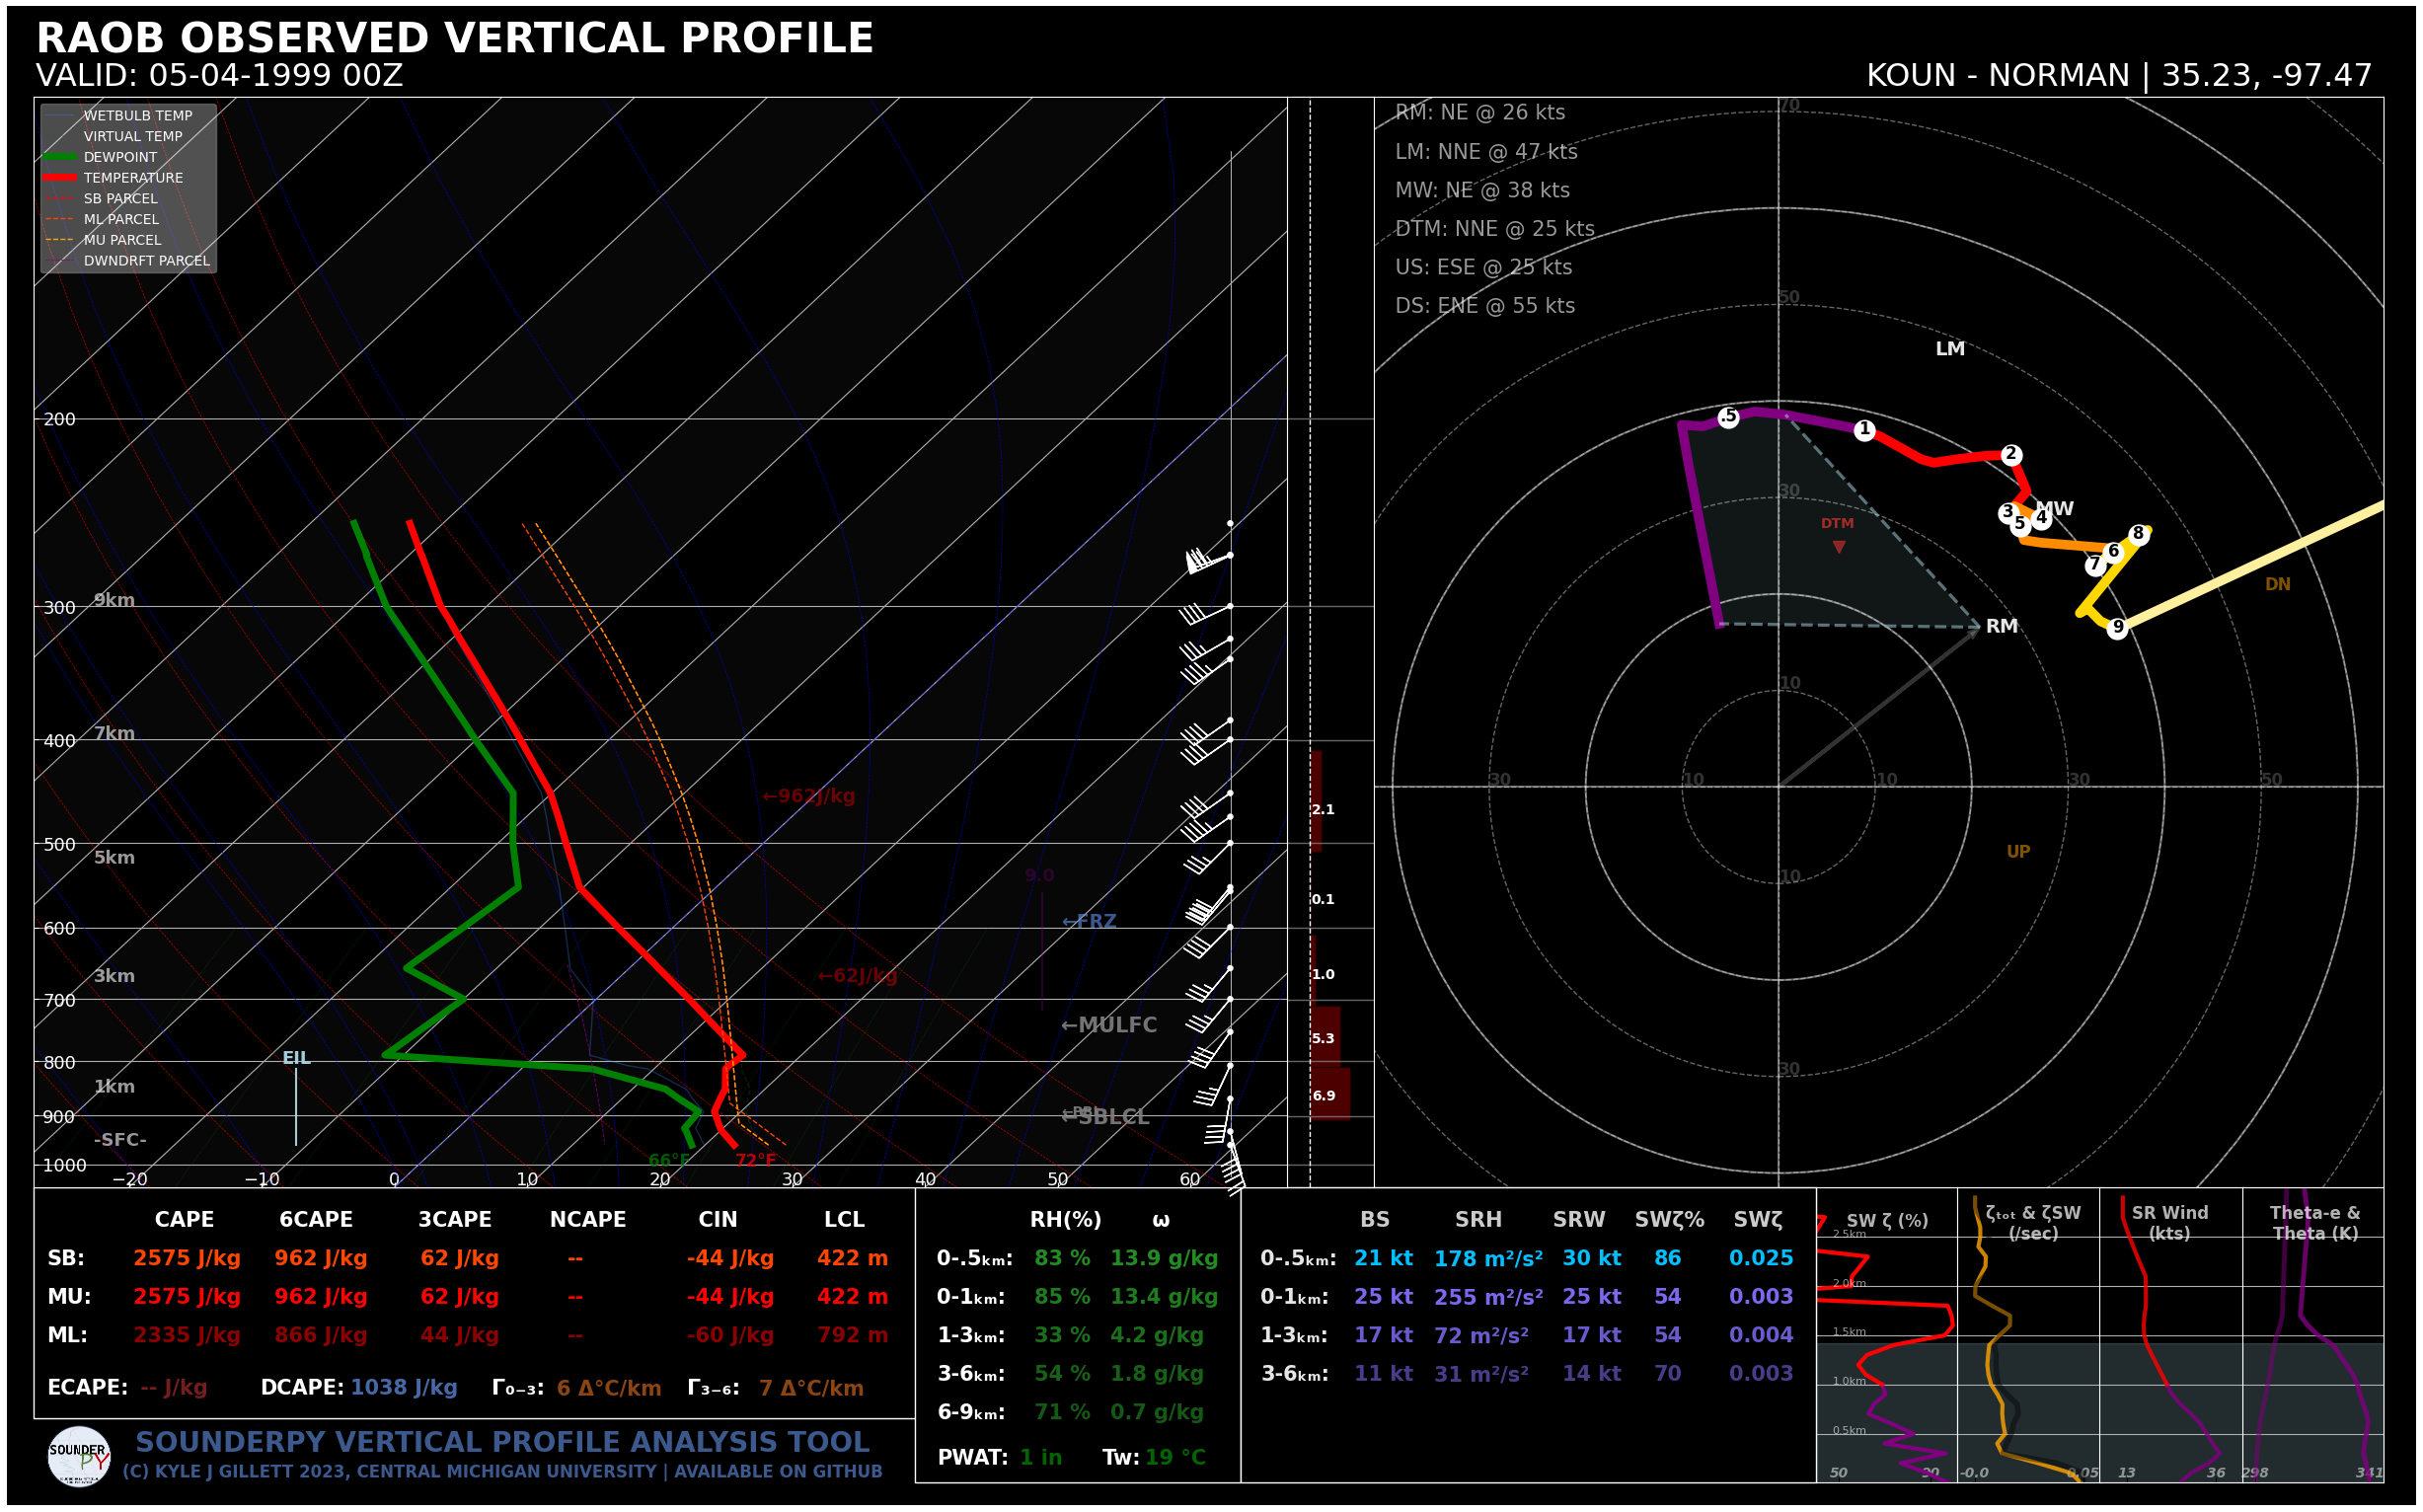 RAOB OBSERVED VERTICAL PROFILE
VALID: 05-04-1999 00Z
KOUN - NORMAN | 35.23, -97.47
WETBULB TEMP
VIRTUAL TEMP
DEWPOINT
TEMPERATURE
SB PARCEL
ML PARCEL
MU PARCEL
DWNDRFT PARCEL
200
300
400
500
600
700
800
900
1000
9km
7km
5km
3km
1km
-SFC-
EIL
←962J/kg
←62J/kg
9.0
←FRZ
←MULFC
←SBLCL
66°F
72°F
−20
−10
0
10
20
30
40
50
60
2.1
0.1
1.0
5.3
6.9
RM: NE @ 26 kts
LM: NNE @ 47 kts
MW: NE @ 38 kts
DTM: NNE @ 25 kts
US: ESE @ 25 kts
DS: ENE @ 55 kts
70
50
30
10
30
10
10
30
50
10
30
LM
MW
RM
DTM
DN
UP
.5
1
2
3
4
5
6
7
8
9
CAPE 6CAPE 3CAPE NCAPE CIN LCL
SB: 2575 J/kg 962 J/kg 62 J/kg -- -44 J/kg 422 m
MU: 2575 J/kg 962 J/kg 62 J/kg -- -44 J/kg 422 m
ML: 2335 J/kg 866 J/kg 44 J/kg -- -60 J/kg 792 m
ECAPE: -- J/kg DCAPE: 1038 J/kg Γ₀₋₃: 6 Δ°C/km Γ₃₋₆: 7 Δ°C/km
RH(%) ω
0-.5ₖₘ: 83 % 13.9 g/kg
0-1ₖₘ: 85 % 13.4 g/kg
1-3ₖₘ: 33 % 4.2 g/kg
3-6ₖₘ: 54 % 1.8 g/kg
6-9ₖₘ: 71 % 0.7 g/kg
PWAT: 1 in Tw: 19 °C
BS SRH SRW SWζ% SWζ
0-.5ₖₘ: 21 kt 178 m²/s² 30 kt 86 0.025
0-1ₖₘ: 25 kt 255 m²/s² 25 kt 54 0.003
1-3ₖₘ: 17 kt 72 m²/s² 17 kt 54 0.004
3-6ₖₘ: 11 kt 31 m²/s² 14 kt 70 0.003
SW ζ (%)
2.5km
2.0km
1.5km
1.0km
0.5km
50 90
ζₜₒₜ & ζSW
(/sec)
-0.0 0.05
SR Wind
(kts)
13 36
Theta-e &
Theta (K)
298 341
SOUNDERPY
SOUNDERPY VERTICAL PROFILE ANALYSIS TOOL
(C) KYLE J GILLETT 2023, CENTRAL MICHIGAN UNIVERSITY | AVAILABLE ON GITHUB